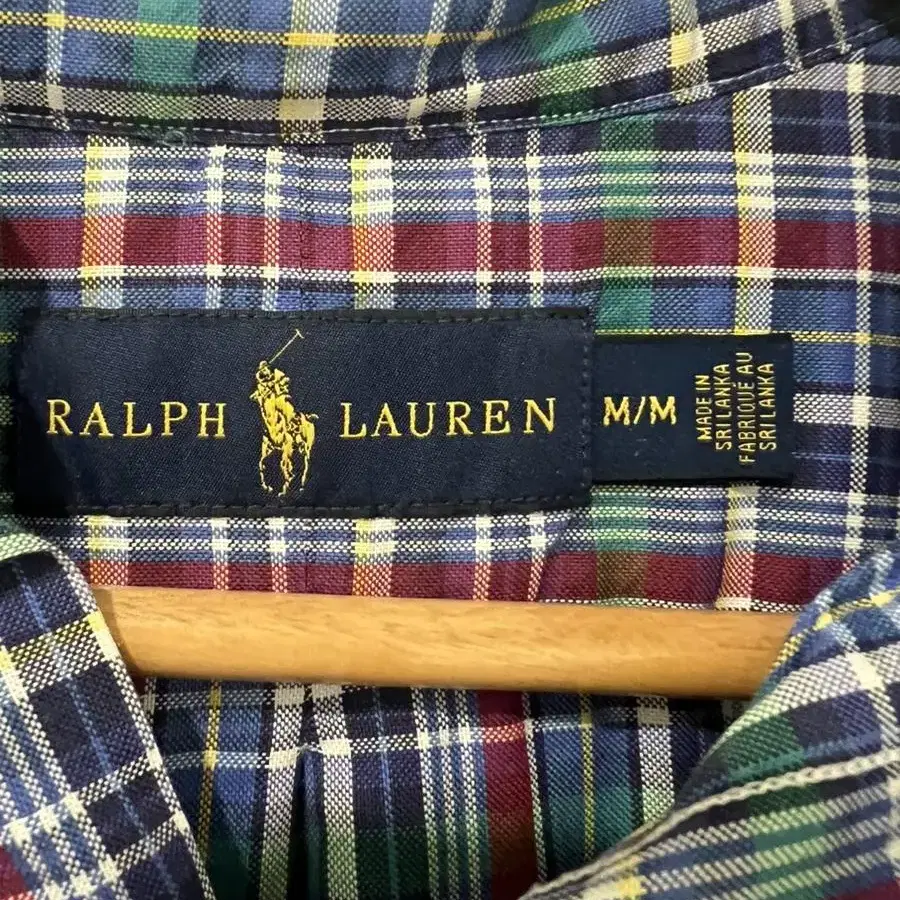 RALPH LAUREN
M/M
MADE IN
SRI LANKA
FABRIQUÉ AU
SRI LANKA